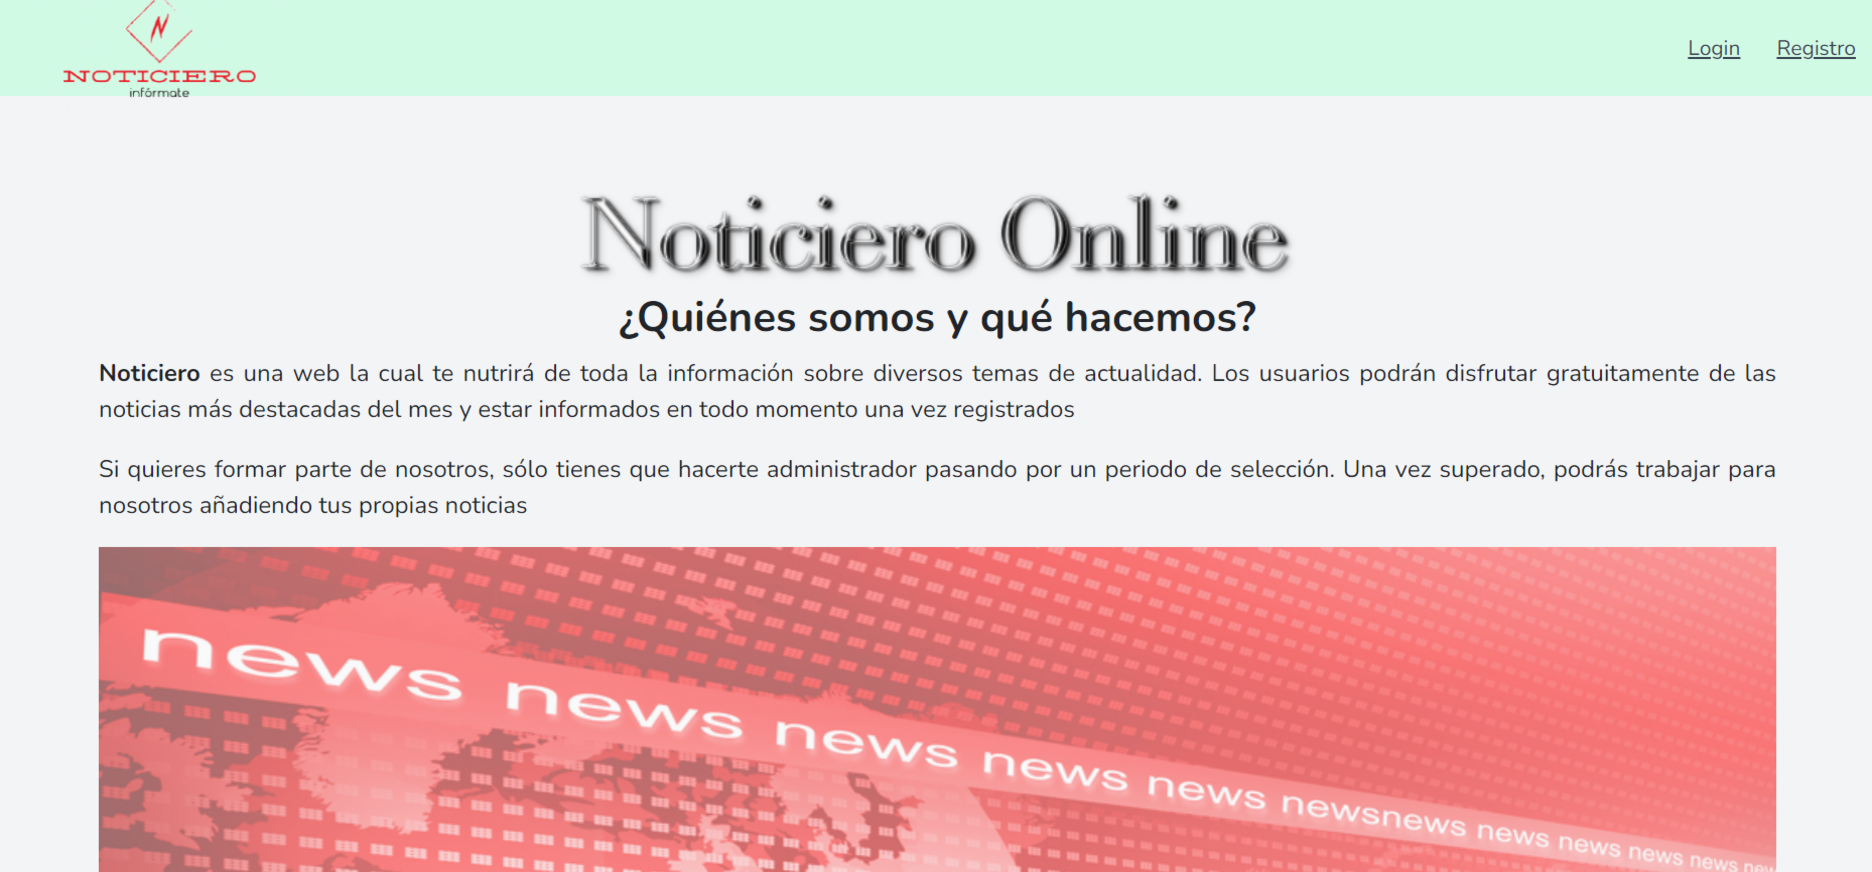 N
NOTICIERO
infórmate
Login Registro
Noticiero Online
¿Quiénes somos y qué hacemos?
Noticiero es una web la cual te nutrirá de toda la información sobre diversos temas de actualidad. Los usuarios podrán disfrutar gratuitamente de las
noticias más destacadas del mes y estar informados en todo momento una vez registrados
Si quieres formar parte de nosotros, sólo tienes que hacerte administrador pasando por un periodo de selección. Una vez superado, podrás trabajar para
nosotros añadiendo tus propias noticias
news news news news news newsnews news news news news